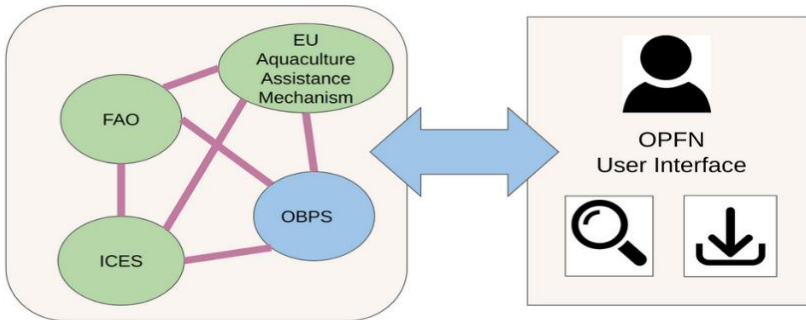 EU
Aquaculture
Assistance
Mechanism
FAO
OBPS
ICES
OPFN
User Interface